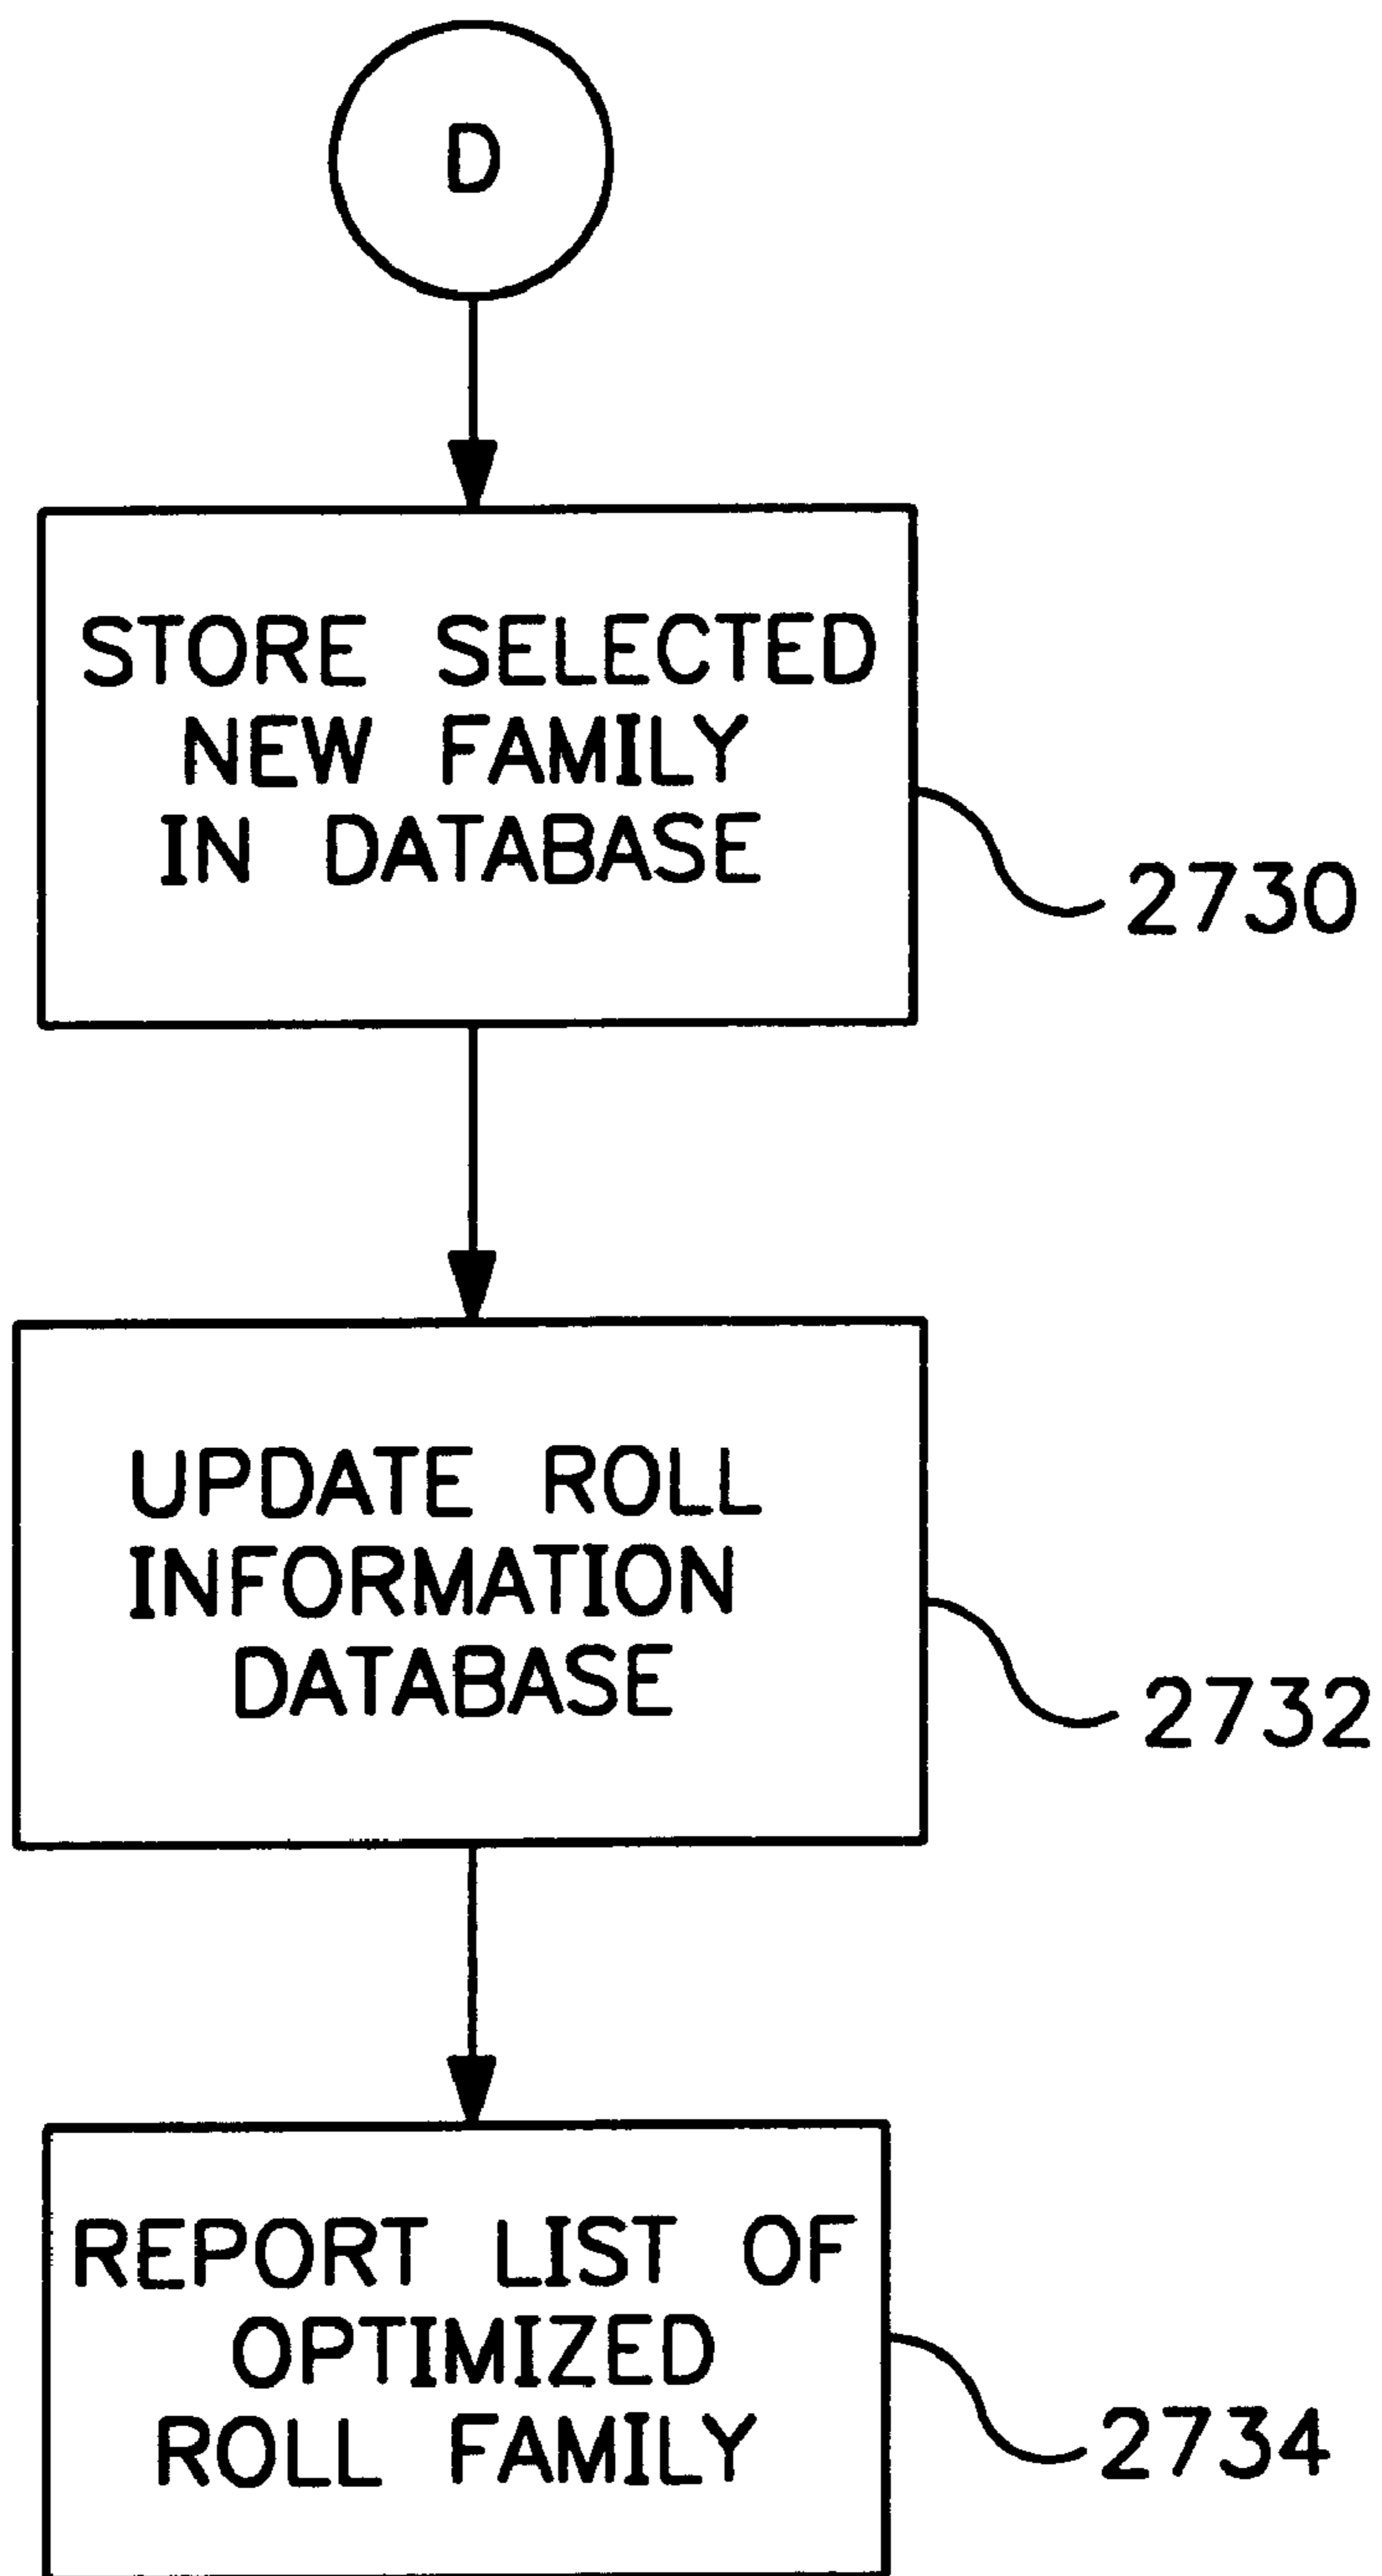 D
STORE SELECTED
NEW FAMILY
IN DATABASE
2730
UPDATE ROLL
INFORMATION
DATABASE
2732
REPORT LIST OF
OPTIMIZED
ROLL FAMILY
2734